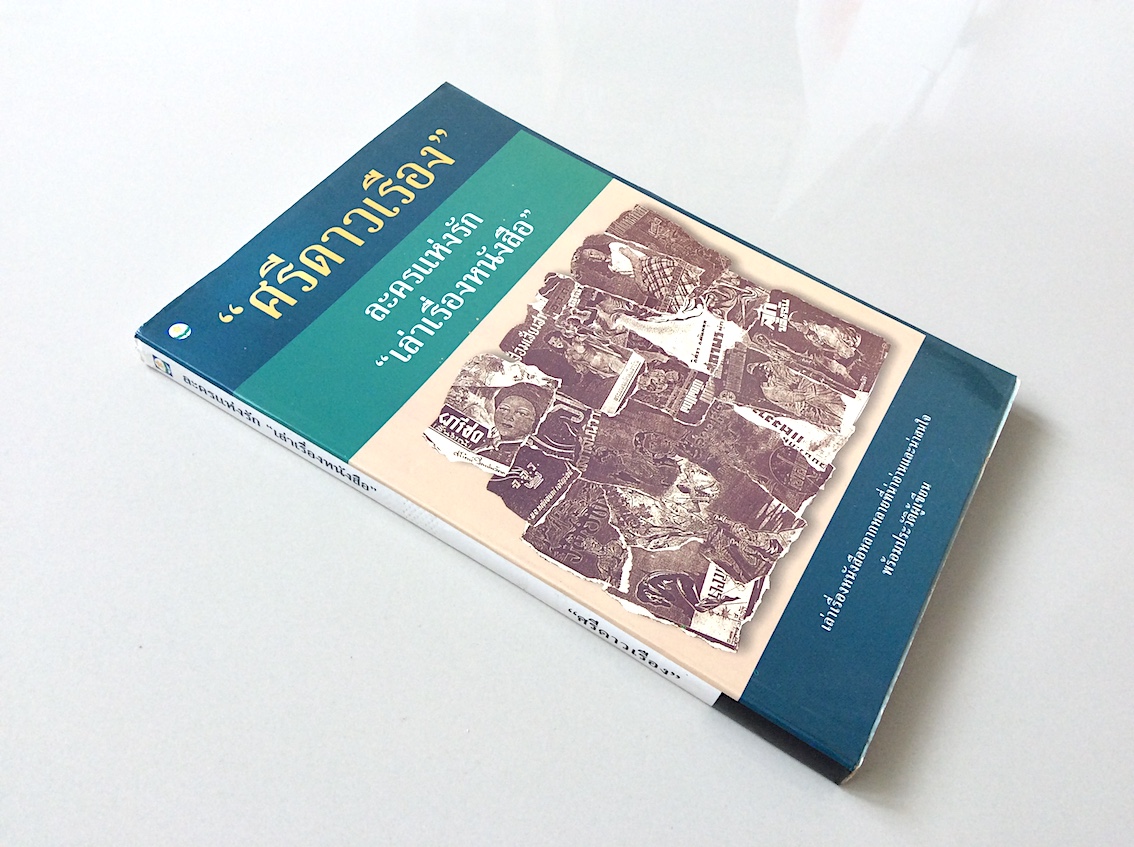 “ศรีดาวเรือง”
ละครแห่งรัก
“เล่าเรื่องหนังสือ”
เล่าเรื่องหนังสือหลากหลายที่น่าอ่านและน่าสนใจ
พร้อมประวัติผู้เขียน
ละครแห่งรัก “เล่าเรื่องหนังสือ”
“ศรีดาวเรือง”